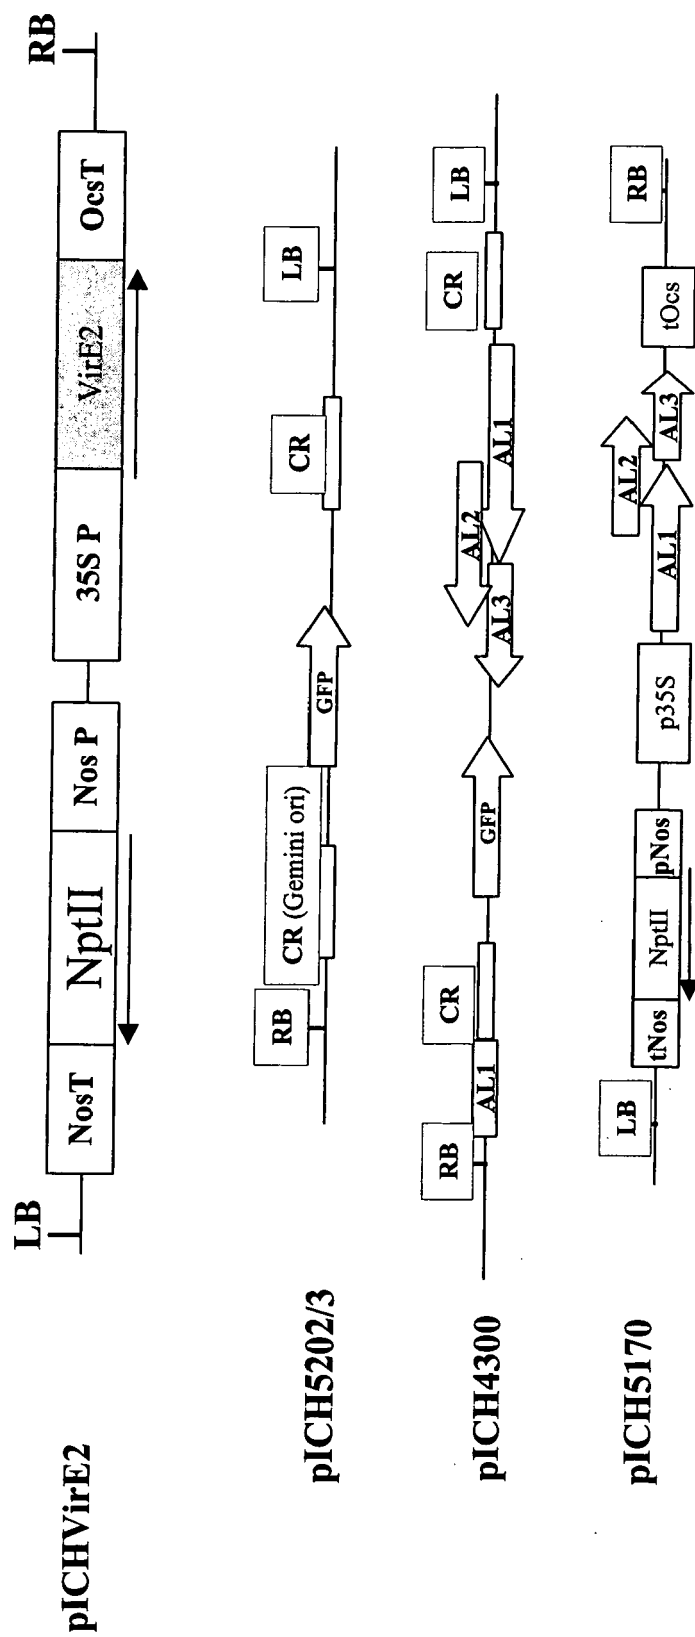 pICHVirE2
LB
NosT
NptII
Nos P
35S P
VirE2
OcsT
RB
pICH5202/3
RB
CR (Gemini ori)
GFP
CR
LB
pICH4300
RB
AL1
CR
GFP
AL3
AL2
AL1
CR
LB
pICH5170
LB
tNos
NptII
pNos
p35S
AL1
AL2
AL3
tOcs
RB